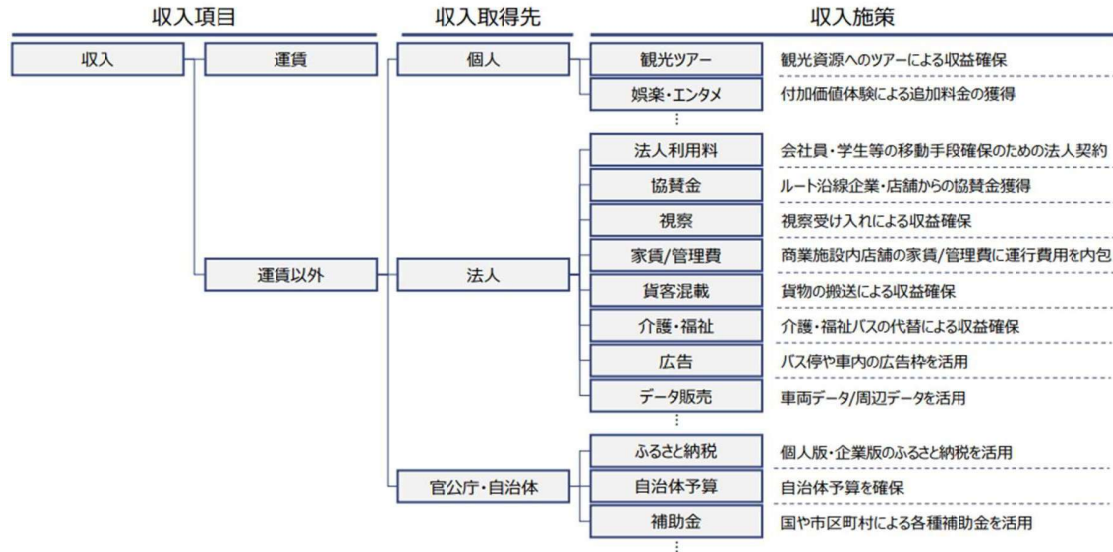 収入項目
収入取得先
収入施策
収入
運賃
個人
観光ツアー
観光資源へのツアーによる収益確保
娯楽・エンタメ
付加価値体験による追加料金の獲得
⋮
法人利用料
会社員・学生等の移動手段確保のための法人契約
協賛金
ルート沿線企業・店舗からの協賛金獲得
視察
視察受け入れによる収益確保
運賃以外
法人
家賃/管理費
商業施設内店舗の家賃/管理費に運行費用を内包
貨客混載
貨物の搬送による収益確保
介護・福祉
介護・福祉バスの代替による収益確保
広告
バス停や車内の広告枠を活用
データ販売
車両データ/周辺データを活用
⋮
ふるさと納税
個人版・企業版のふるさと納税を活用
官公庁・自治体
自治体予算
自治体予算を確保
補助金
国や市区町村による各種補助金を活用
⋮